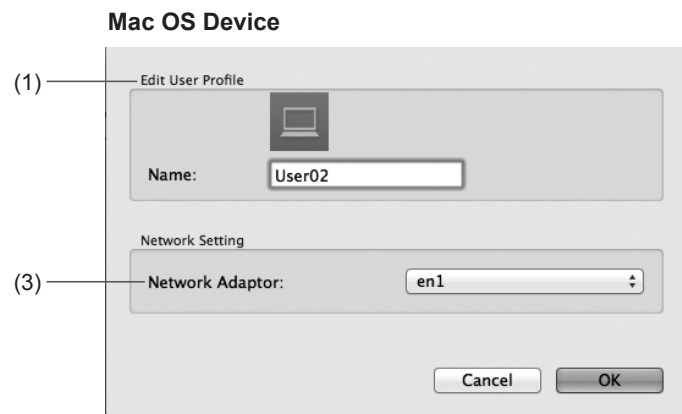 Mac OS Device
(1) Edit User Profile
Name: User02
Network Setting
(3) Network Adaptor: en1
Cancel OK